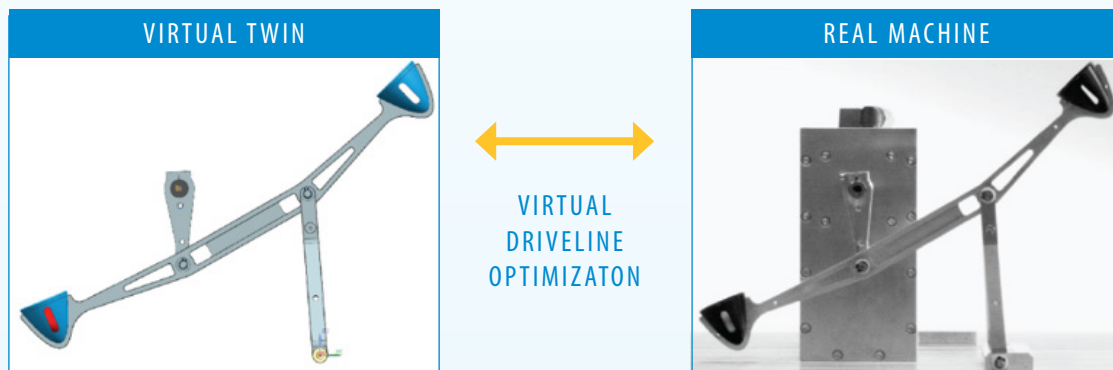 VIRTUAL TWIN
REAL MACHINE
VIRTUAL
DRIVELINE
OPTIMIZATON